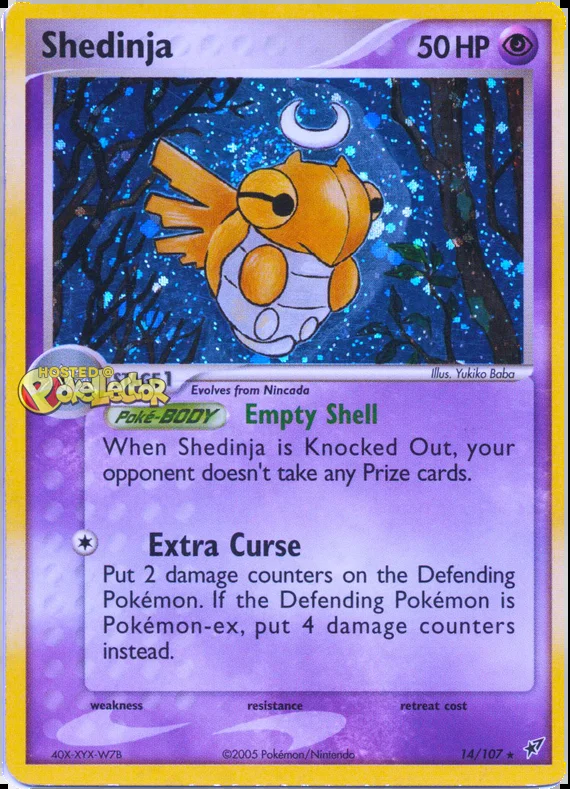 Shedinja 50 HP
Illus. Yukiko Baba
STAGE 1
HOSTED @
PokéLector
Evolves from Nincada
Poké-BODY Empty Shell
When Shedinja is Knocked Out, your
opponent doesn't take any Prize cards.
Extra Curse
Put 2 damage counters on the Defending
Pokémon. If the Defending Pokémon is
Pokémon-ex, put 4 damage counters
instead.
weakness resistance retreat cost
40X-XYX-W7B ©2005 Pokémon/Nintendo 14/107 ★